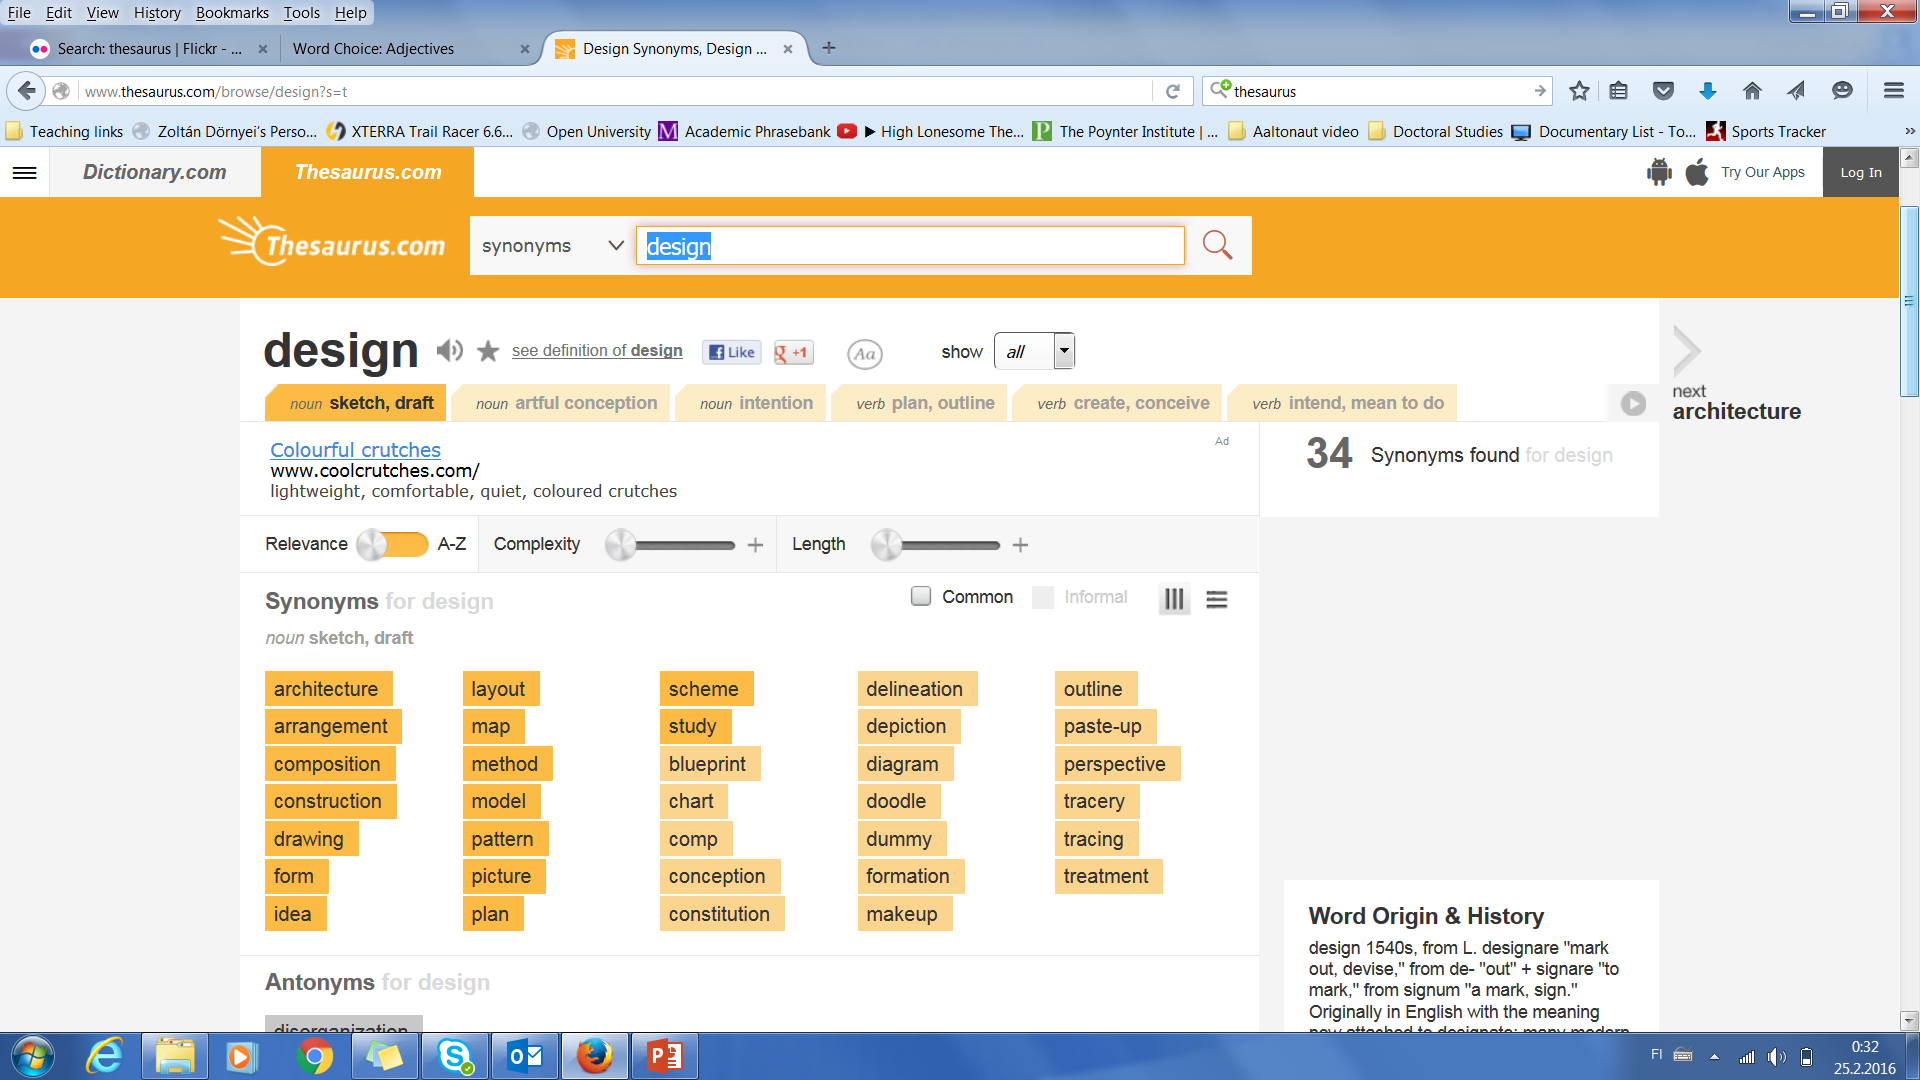 File Edit View History Bookmarks Tools Help
Search: thesaurus | Flickr - ... Word Choice: Adjectives Design Synonyms, Design ...
www.thesaurus.com/browse/design?s=t thesaurus
Teaching links Zoltán Dörnyei's Perso... XTERRA Trail Racer 6.6... Open University Academic Phrasebank ► High Lonesome The... The Poynter Institute | ... Aaltonaut video Doctoral Studies Documentary List - To... Sports Tracker »
Dictionary.com Thesaurus.com Try Our Apps Log In
Thesaurus.com synonyms design
design see definition of design Like +1 Aa show all
next
architecture
noun sketch, draft noun artful conception noun intention verb plan, outline verb create, conceive verb intend, mean to do
Colourful crutches Ad
www.coolcrutches.com/
lightweight, comfortable, quiet, coloured crutches
34 Synonyms found for design
Relevance A-Z Complexity + Length +
Synonyms for design Common Informal
noun sketch, draft
architecture layout scheme delineation outline
arrangement map study depiction paste-up
composition method blueprint diagram perspective
construction model chart doodle tracery
drawing pattern comp dummy tracing
form picture conception formation treatment
idea plan constitution makeup
Antonyms for design
disorganization
Word Origin & History
design 1540s, from L. designare "mark
out, devise," from de- "out" + signare "to
mark," from signum "a mark, sign."
Originally in English with the meaning
now attached to designate; many modern
FI 0:32
25.2.2016